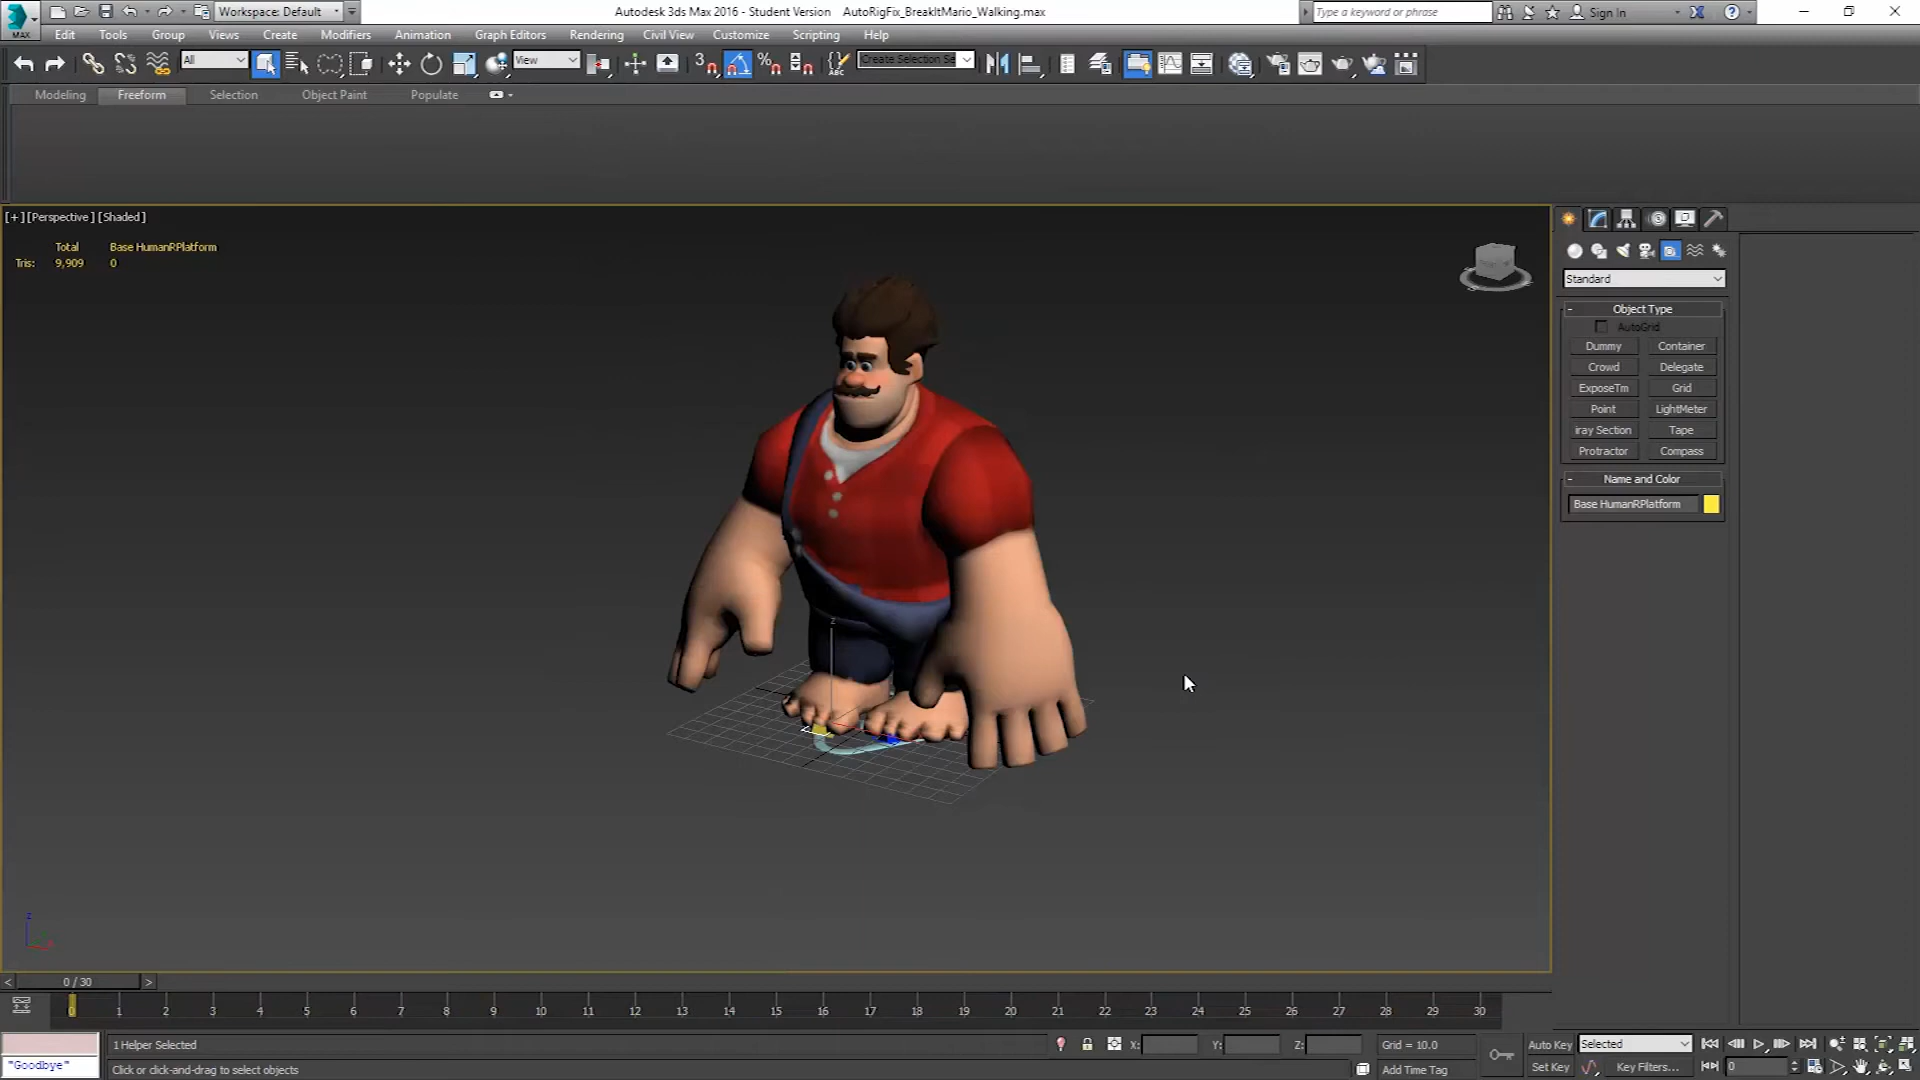 Workspace: Default
Autodesk 3ds Max 2016 - Student Version AutoRigFix_BreakItMario_Walking.max
Type a keyword or phrase
Sign In
MAX
Edit Tools Group Views Create Modifiers Animation Graph Editors Rendering Civil View Customize Scripting Help
All
View
3
ABC
Create Selection Se
Modeling Freeform Selection Object Paint Populate
[+] [Perspective] [Shaded]
Total Base HumanRPlatform
Tris: 9,909 0
Standard
- Object Type
AutoGrid
Dummy Container
Crowd Delegate
ExposeTm Grid
Point LightMeter
iray Section Tape
Protractor Compass
- Name and Color
Base HumanRPlatform
z
z
< 0 / 30 >
0 1 2 3 4 5 6 7 8 9 10 11 12 13 14 15 16 17 18 19 20 21 22 23 24 25 26 27 28 29 30
1 Helper Selected
X: Y: Z: Grid = 10.0
Auto Key Selected
"Goodbye"
Click or click-and-drag to select objects
Add Time Tag
Set Key Key Filters...
0